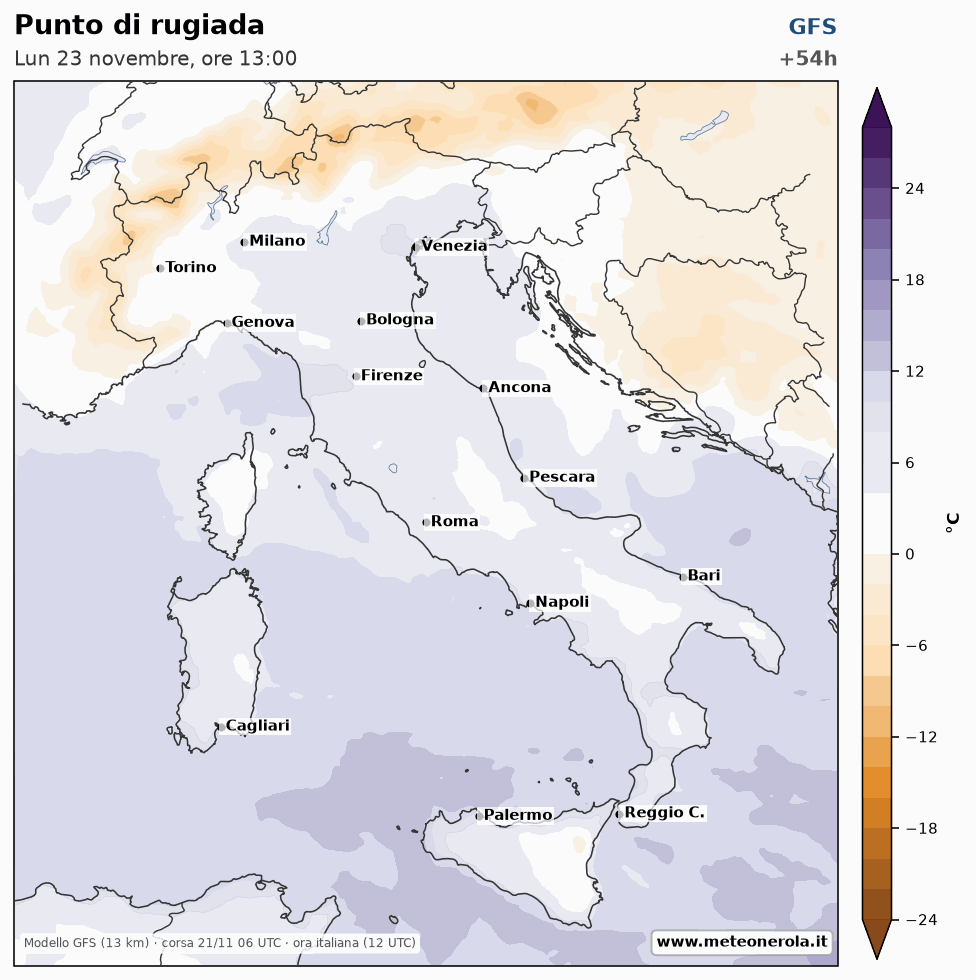 Punto di rugiada
GFS
Lun 23 novembre, ore 13:00
+54h
Milano
Venezia
Torino
Genova
Bologna
Firenze
Ancona
Pescara
Roma
Bari
Napoli
Cagliari
Palermo
Reggio C.
24
18
12
6
0
−6
−12
−18
−24
°C
Modello GFS (13 km) · corsa 21/11 06 UTC · ora italiana (12 UTC)
www.meteonerola.it